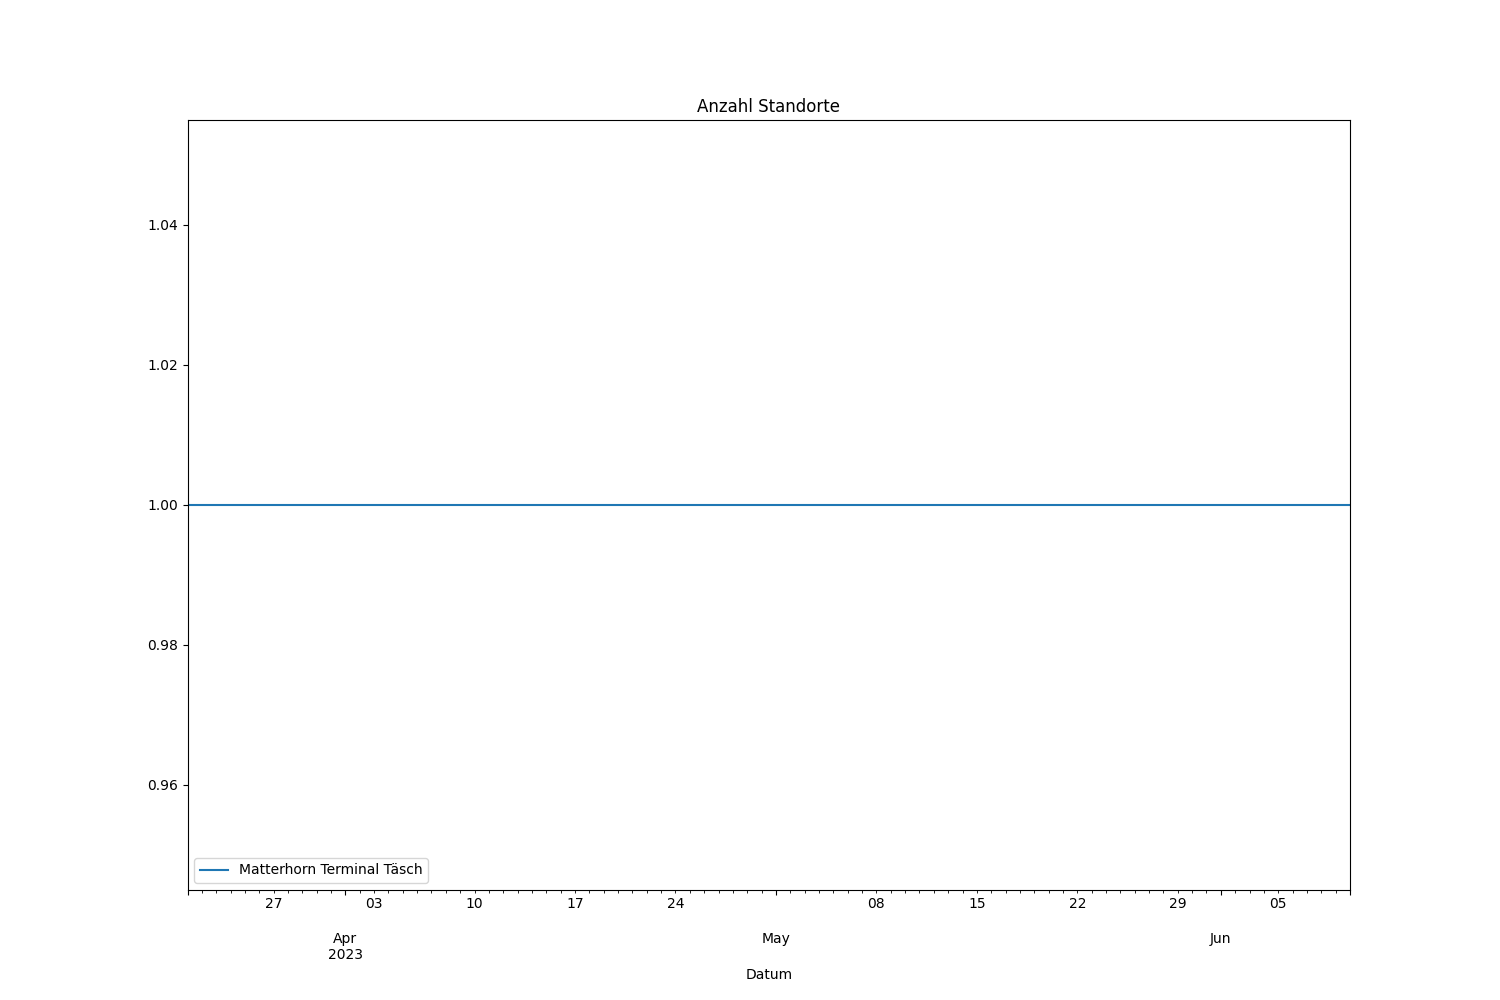 Anzahl Standorte
1.04
1.02
1.00
0.98
0.96
Matterhorn Terminal Täsch
27 03 10 17 24 08 15 22 29 05
Apr May Jun
2023
Datum